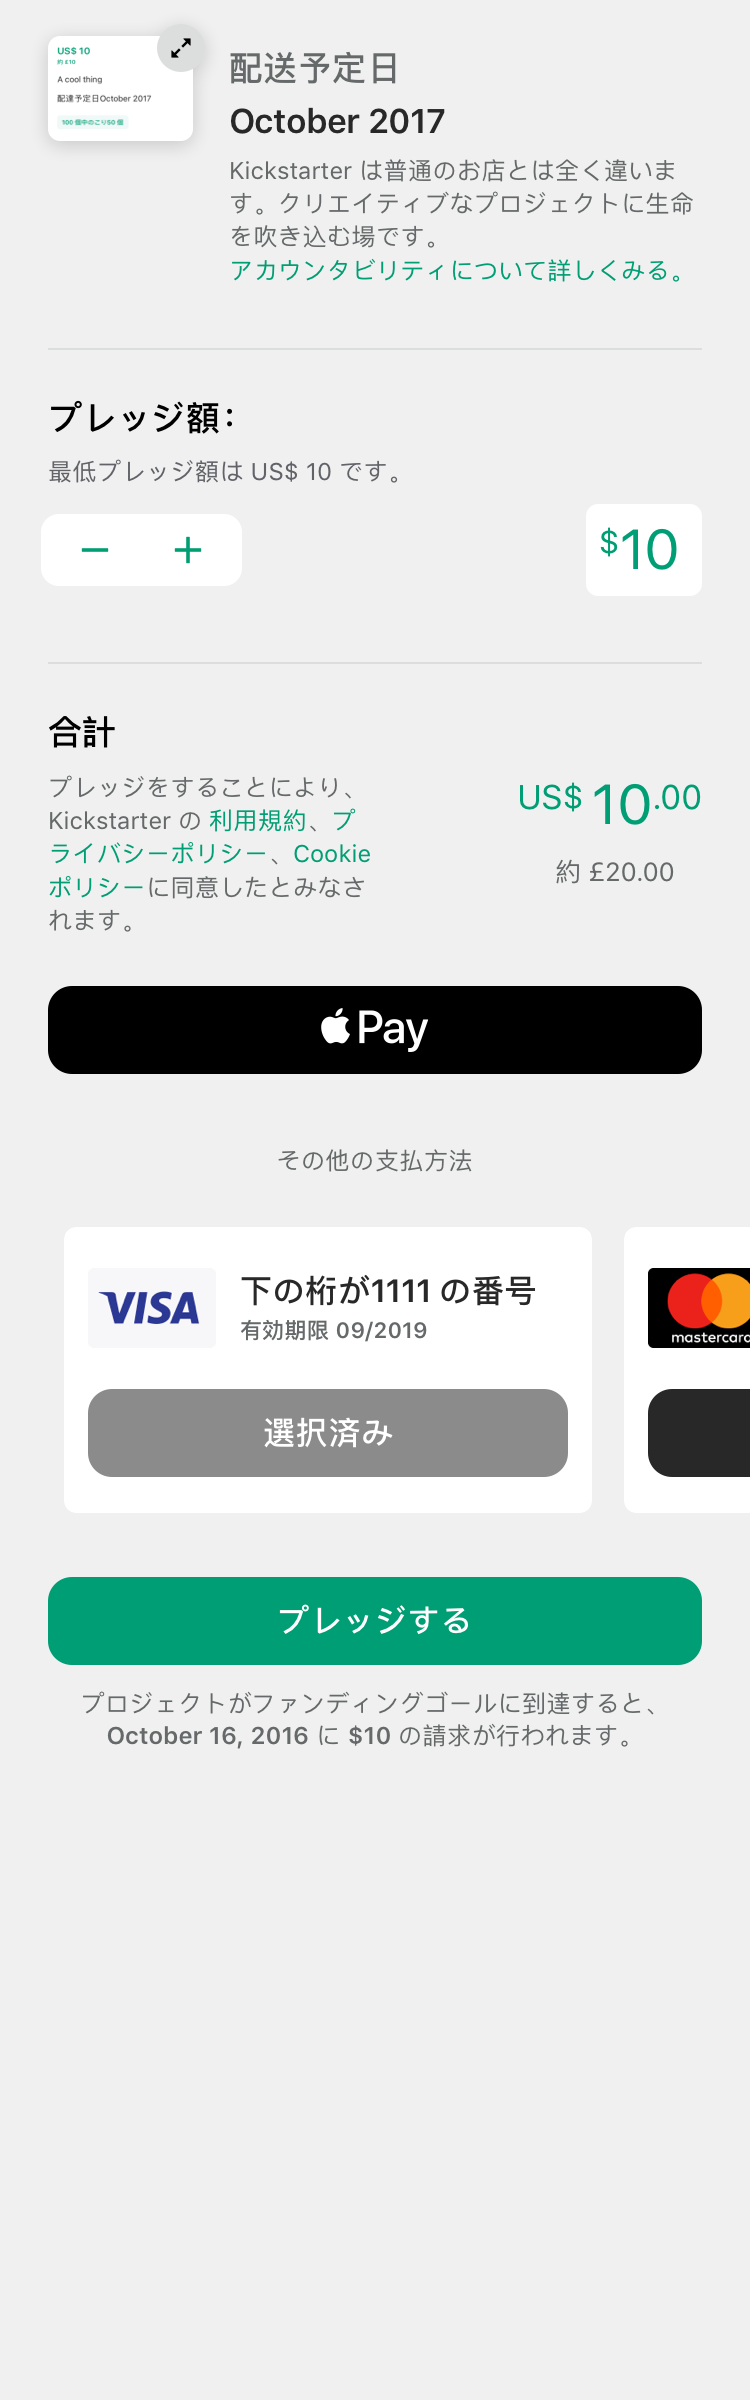 US$ 10
約 £10
A cool thing
配達予定日October 2017
100 個中のこり50 個
配送予定日
October 2017
Kickstarter は普通のお店とは全く違いま
す。クリエイティブなプロジェクトに生命
を吹き込む場です。
アカウンタビリティについて詳しくみる。
プレッジ額：
最低プレッジ額は US$ 10 です。
− +
$10
合計
プレッジをすることにより、
Kickstarter の 利用規約、プ
ライバシーポリシー、Cookie
ポリシーに同意したとみなさ
れます。
US$ 10.00
約 £20.00
Pay
その他の支払方法
VISA
下の桁が1111 の番号
有効期限 09/2019
選択済み
mastercard
プレッジする
プロジェクトがファンディングゴールに到達すると、
October 16, 2016 に $10 の請求が行われます。